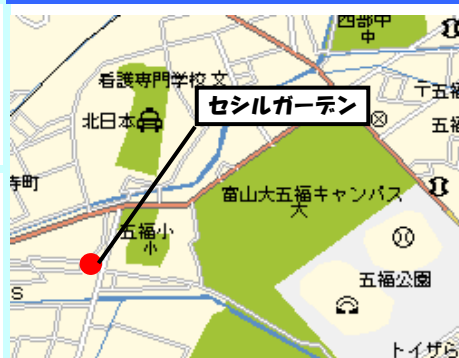 西部中
中
看護専門学校 文
セシルガーデン
〒五福
北日本
五福
寺町
富山大五福キャンパス
大
五福小
小
五福公園
S
トイザら